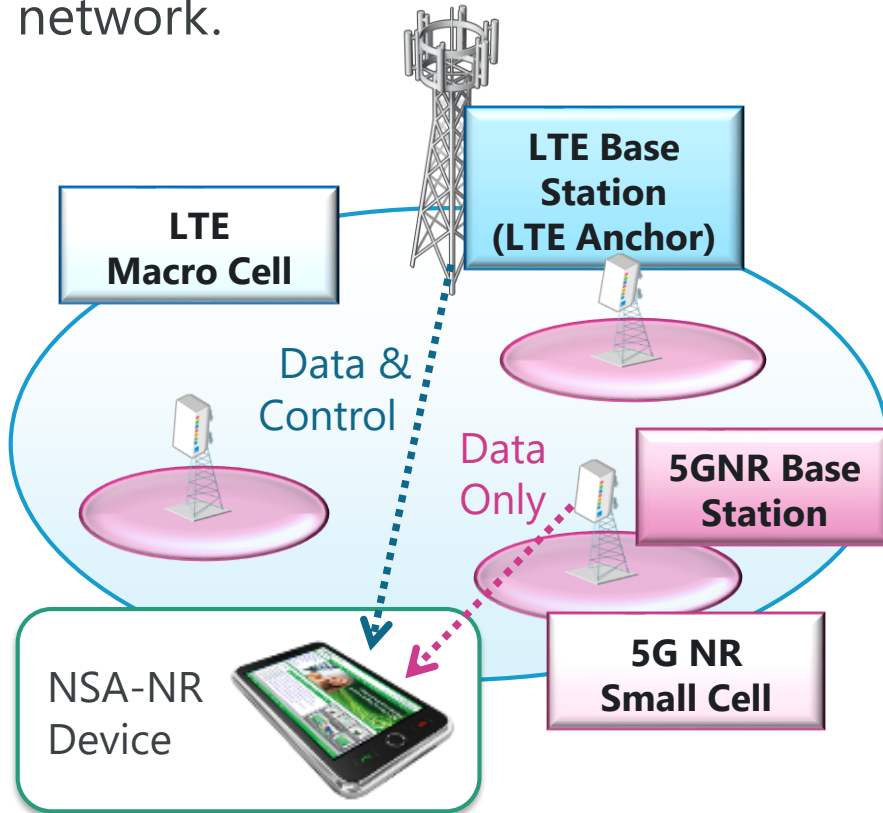 network.
LTE Base
Station
(LTE Anchor)
LTE
Macro Cell
Data &
Control
Data
Only
5GNR Base
Station
5G NR
Small Cell
NSA-NR
Device